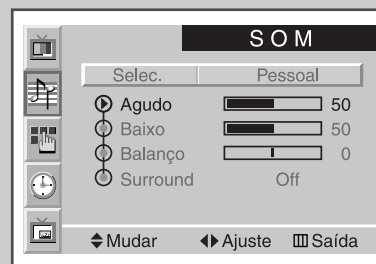 SOM
Selec. Pessoal
Agudo 50
Baixo 50
Balanço 0
Surround Off
Mudar Ajuste Saída